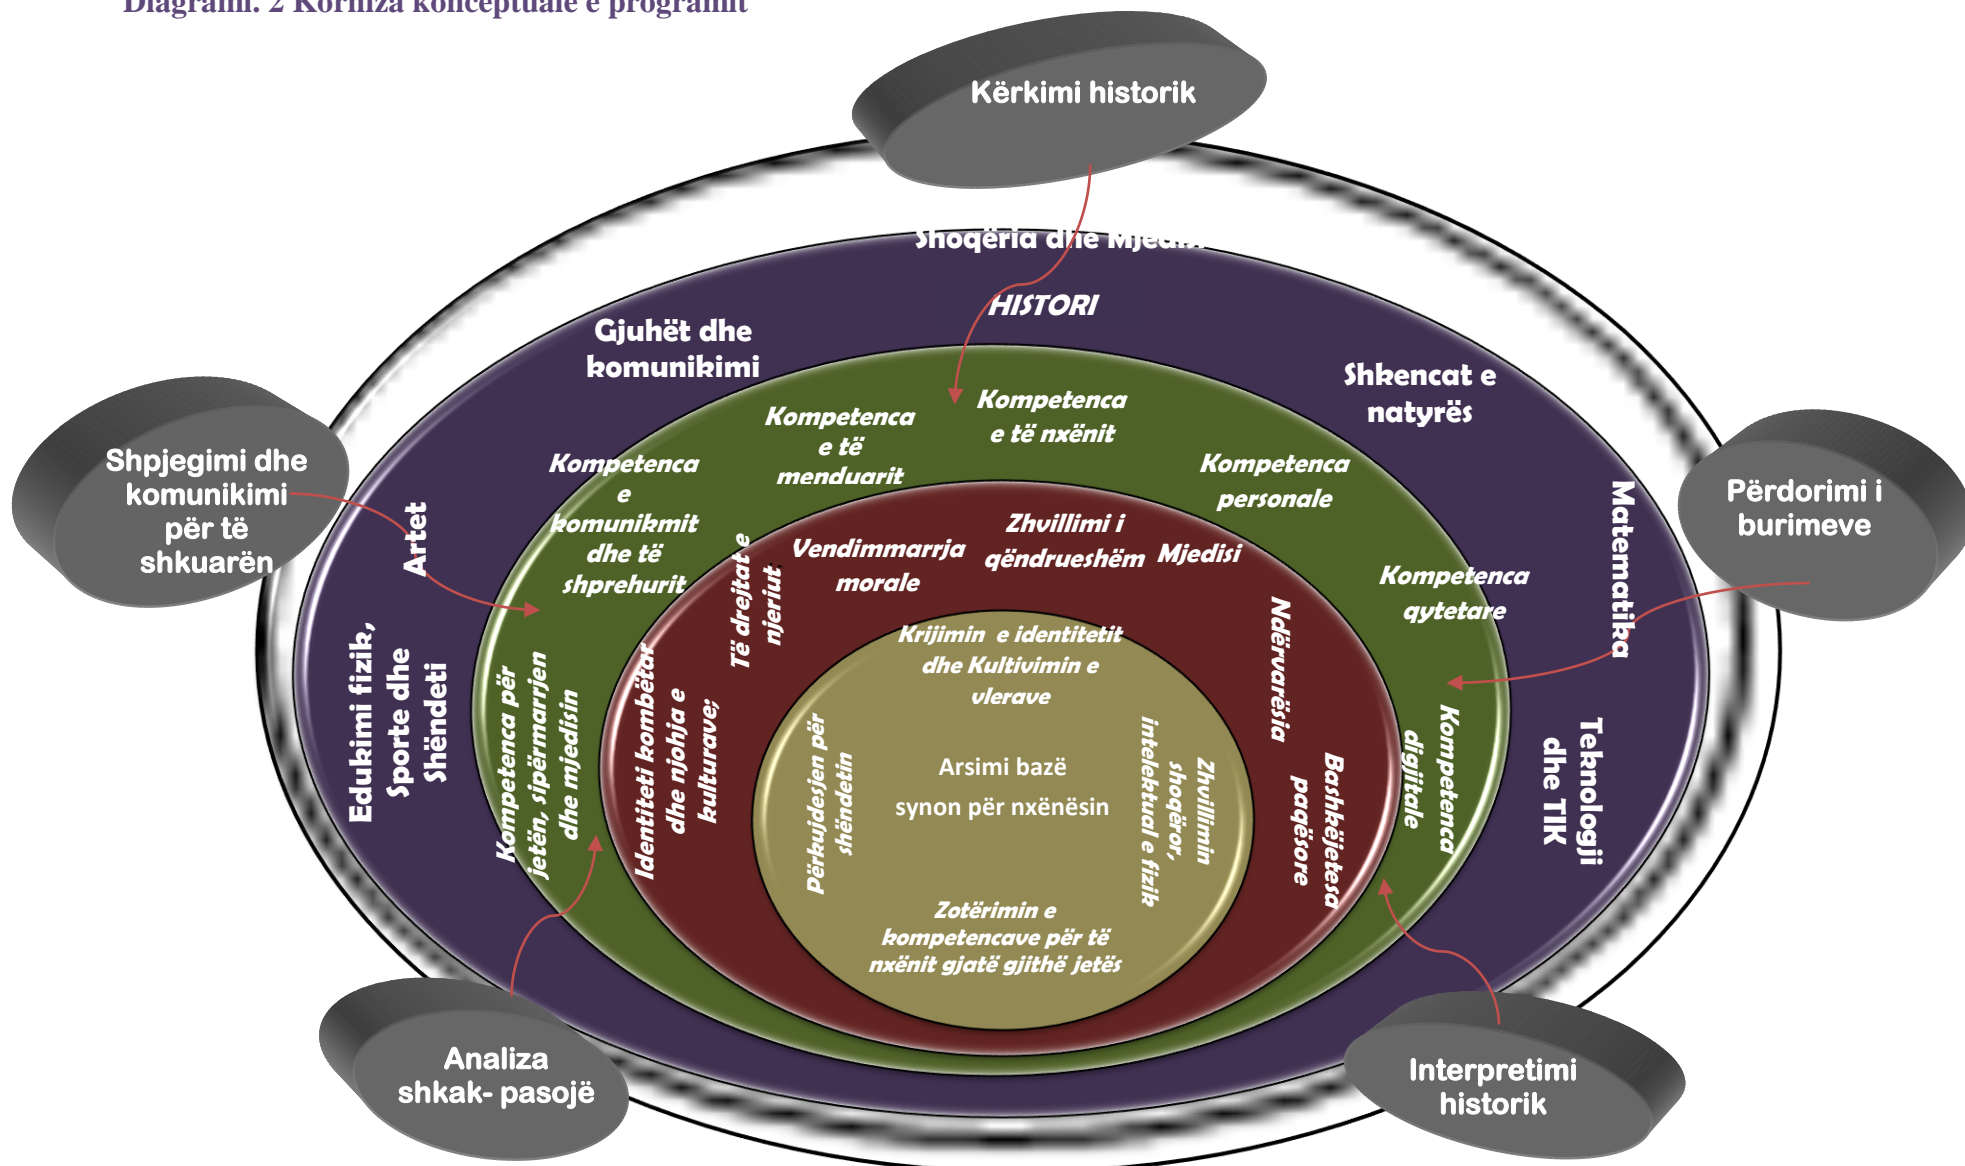 Diagrami. 2 Korniza konceptuale e programit
Kërkimi historik
Shoqëria dhe Mjedisi
HISTORI
Gjuhët dhe
komunikimi
Shkencat e
natyrës
Shpjegimi dhe
komunikimi
për të
shkuarën
Përdorimi i
burimeve
Artet
Matematika
Edukimi fizik,
Sporte dhe
Shëndeti
Teknologji
dhe TIK
Kompetenca
e
komunikmit
dhe të
shprehurit
Kompetenca
e të
menduarit
Kompetenca
e të nxënit
Kompetenca
personale
Kompetenca
qytetare
Kompetenca
digjitale
Kompetenca për
jetën, sipërmarrjen
dhe mjedisin
Identiteti kombëtar
dhe njohja e
kulturave;
Të drejtat e
njeriut
Vendimmarrja
morale
Zhvillimi i
qëndrueshëm
Mjedisi
Ndërvarësia
Bashkëjetesa
paqësore
Krijimin e identitetit
dhe Kultivimin e
vlerave
Përkujdesjen për
shëndetin
Arsimi bazë
synon për nxënësin
Zhvillimin
shoqëror,
intelektual e fizik
Zotërimin e
kompetencave për të
nxënit gjatë gjithë jetës
Analiza
shkak- pasojë
Interpretimi
historik